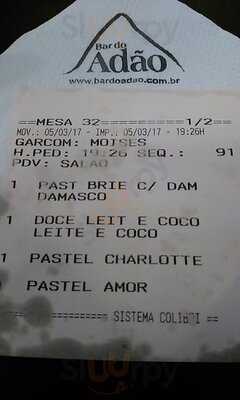 Bar do
Adão
www.bardoadao.com.br
==MESA 32==========1/2==
MOV.: 05/03/17 - IMP.: 05/03/17 - 19:26H
GARCOM: MOISES
H.PED: 19:26 SEQ.: 91
PDV: SALAO
1 PAST BRIE C/ DAM
DAMASCO
1 DOCE LEIT E COCO
LEITE E COCO
1 PASTEL CHARLOTTE
PASTEL AMOR
================ SISTEMA COLIBRI ==